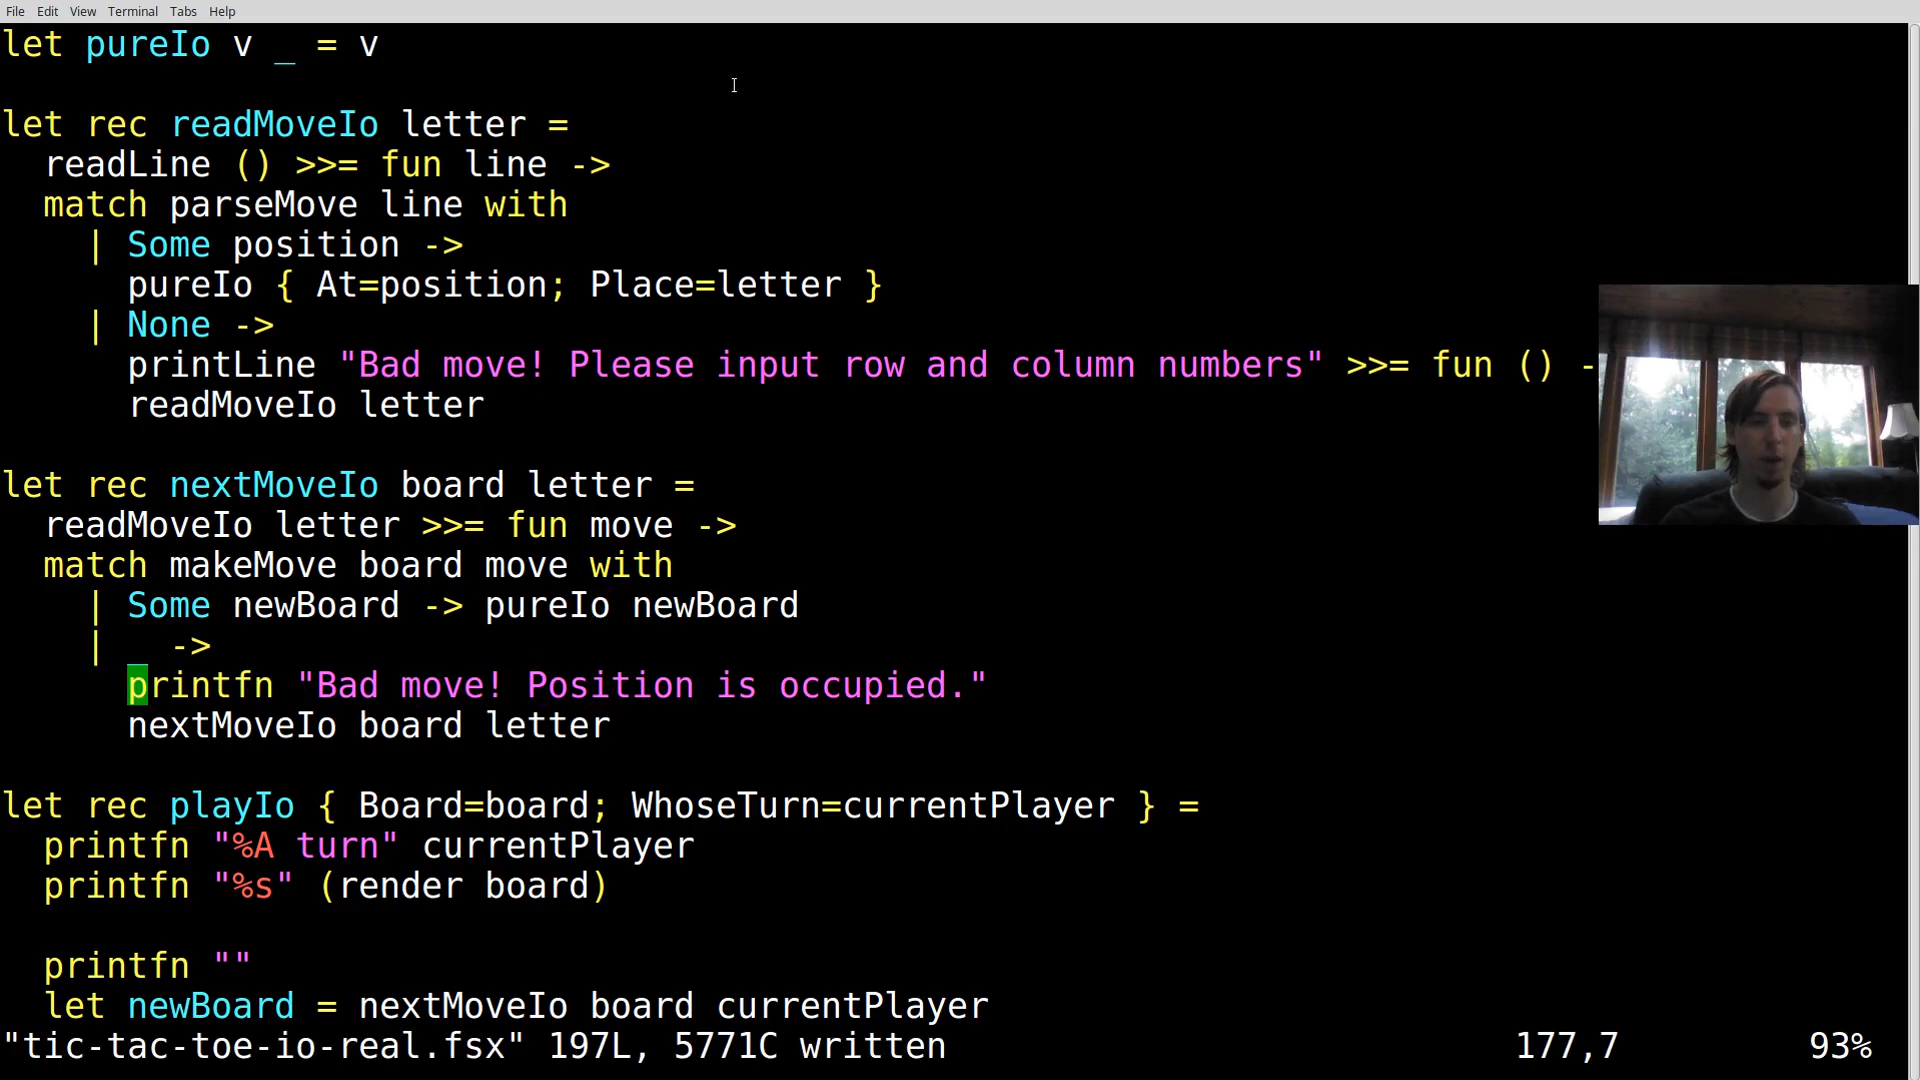 File Edit View Terminal Tabs Help
let pureIo v _ = v
let rec readMoveIo letter =
  readLine () >>= fun line ->
  match parseMove line with
    | Some position ->
      pureIo { At=position; Place=letter }
    | None ->
      printLine "Bad move! Please input row and column numbers" >>= fun () -
      readMoveIo letter
let rec nextMoveIo board letter =
  readMoveIo letter >>= fun move ->
  match makeMove board move with
    | Some newBoard -> pureIo newBoard
    | _ ->
      printfn "Bad move! Position is occupied."
      nextMoveIo board letter
let rec playIo { Board=board; WhoseTurn=currentPlayer } =
  printfn "%A turn" currentPlayer
  printfn "%s" (render board)
  printfn ""
  let newBoard = nextMoveIo board currentPlayer
"tic-tac-toe-io-real.fsx" 197L, 5771C written 177,7 93%